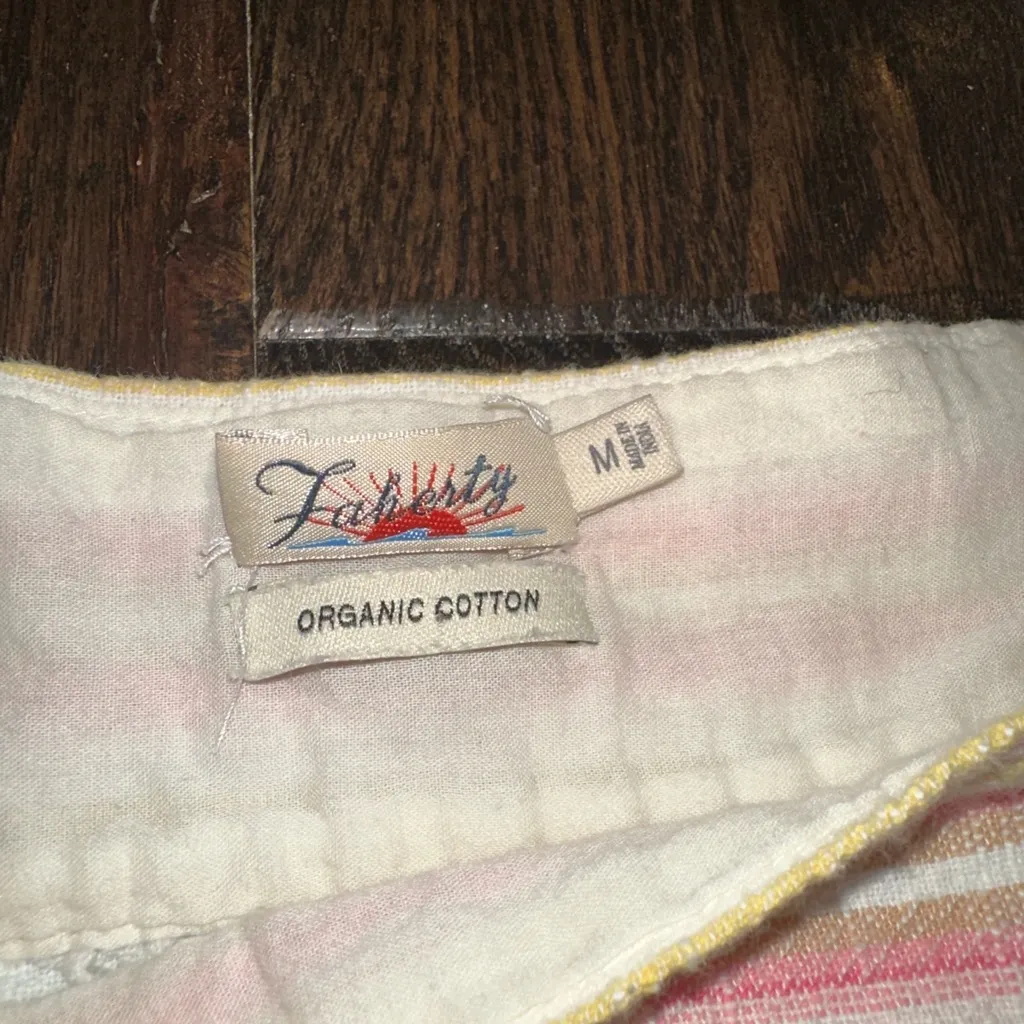 Faherty
M
MADE IN
INDIA
ORGANIC COTTON